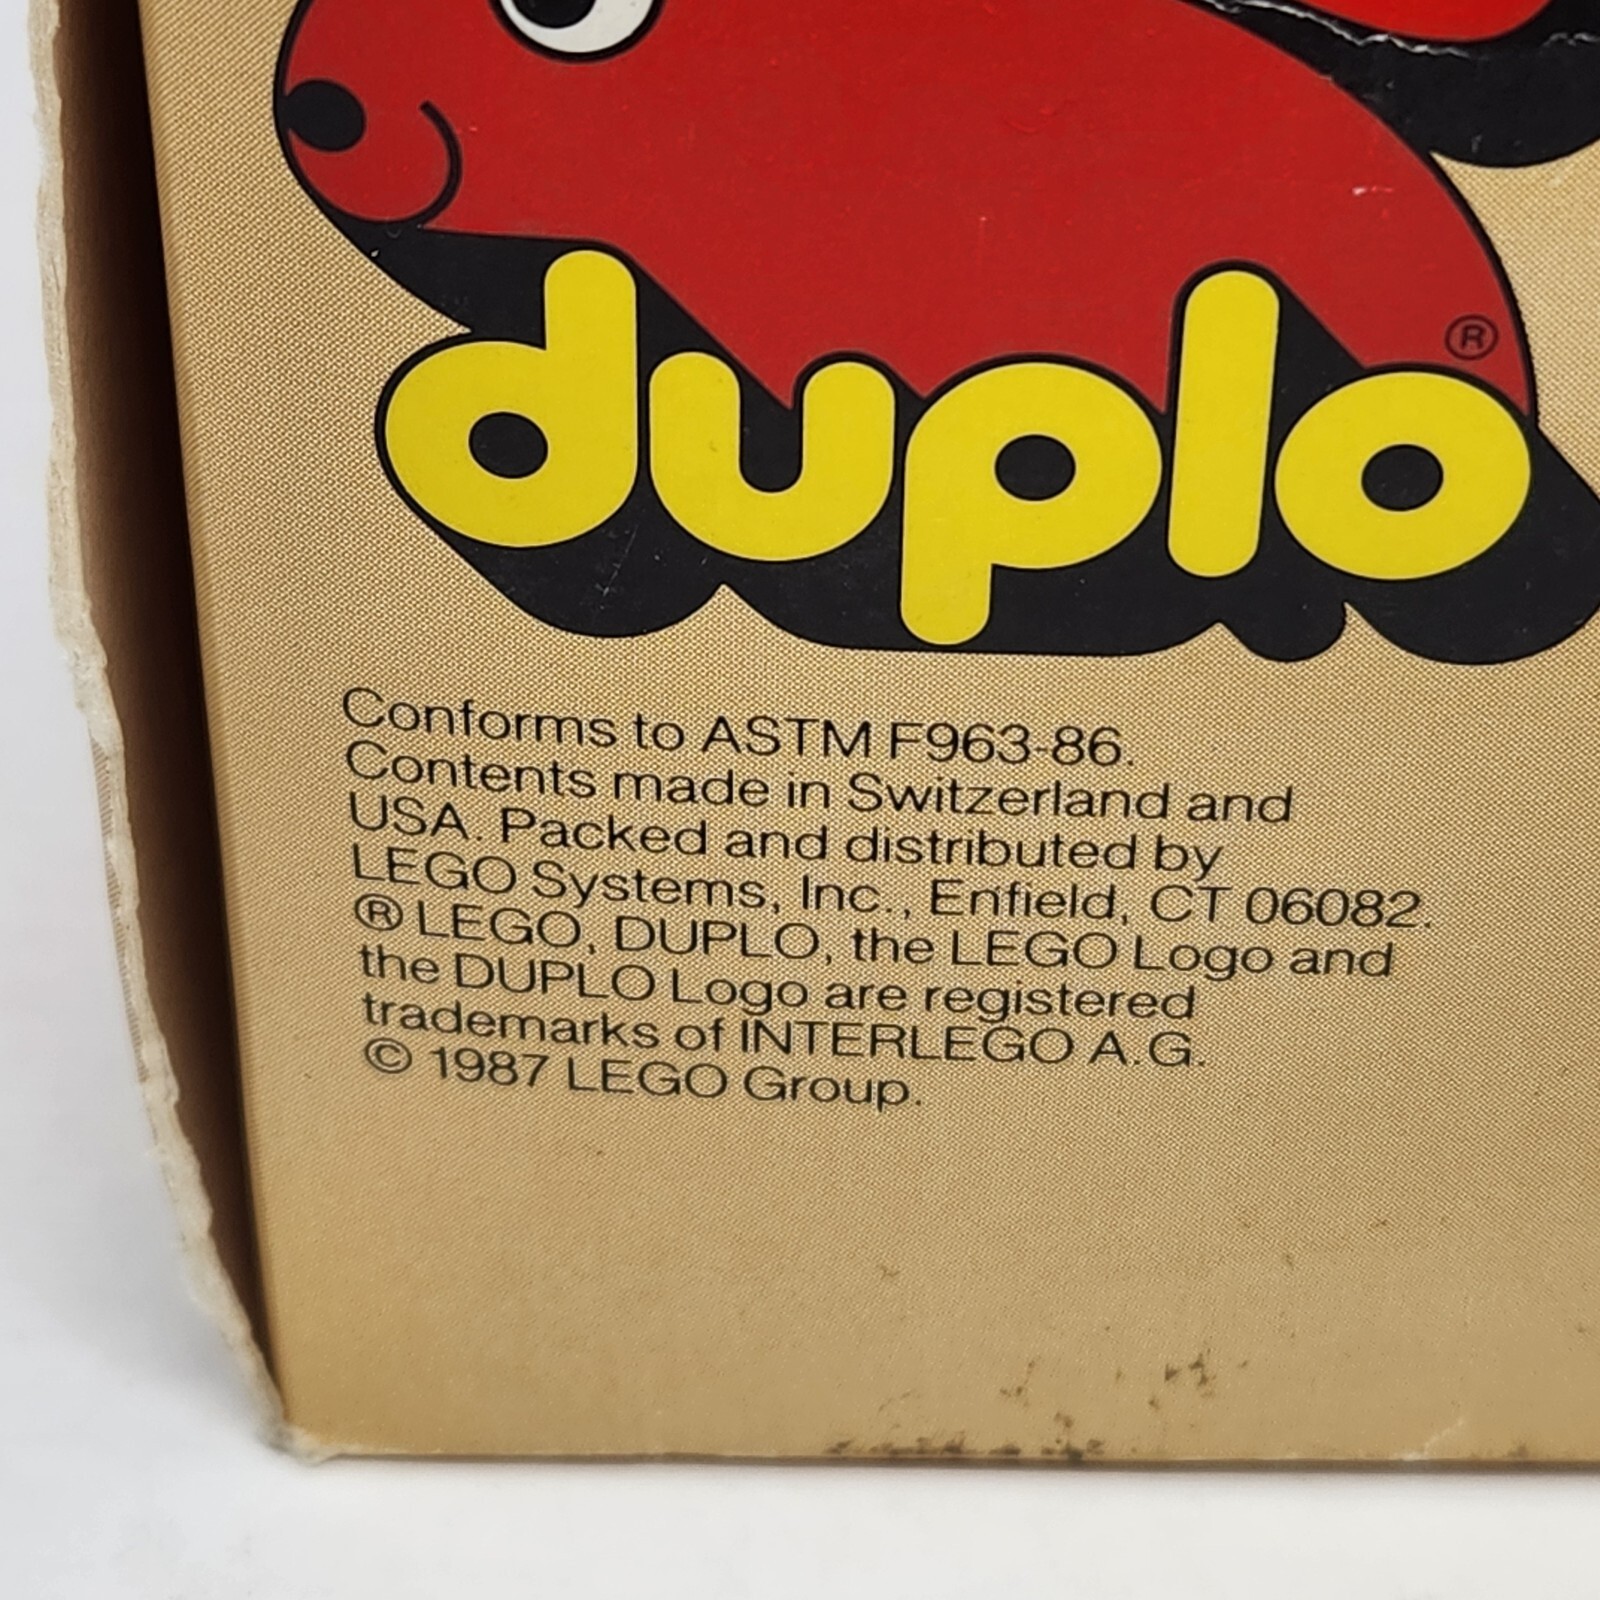 duplo®
Conforms to ASTM F963-86.
Contents made in Switzerland and
USA. Packed and distributed by
LEGO Systems, Inc., Enfield, CT 06082.
® LEGO, DUPLO, the LEGO Logo and
the DUPLO Logo are registered
trademarks of INTERLEGO A.G.
© 1987 LEGO Group.